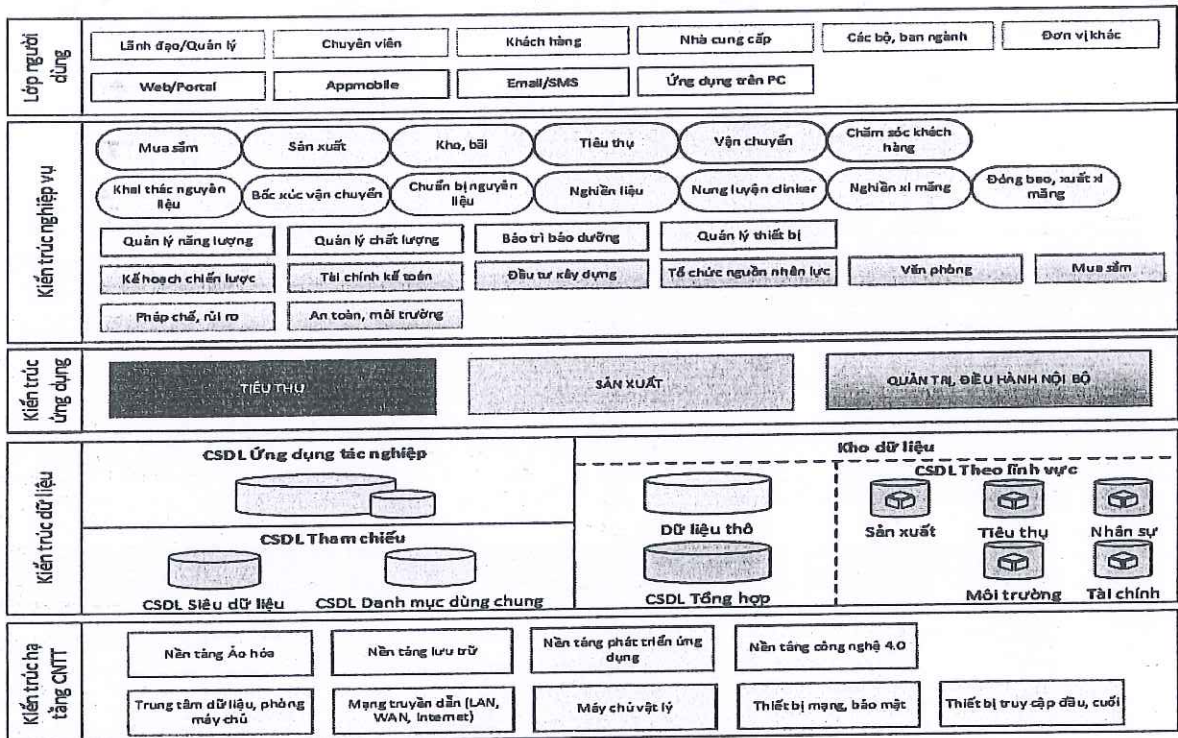 Lớp người
dùng
Lãnh đạo/Quản lý
Chuyên viên
Khách hàng
Nhà cung cấp
Các bộ, ban ngành
Đơn vị khác
Web/Portal
Appmobile
Email/SMS
Ứng dụng trên PC
Kiến trúc nghiệp vụ
Mua sắm
Sản xuất
Kho, bãi
Tiêu thụ
Vận chuyển
Chăm sóc khách
hàng
Khai thác nguyên
liệu
Bốc xúc vận chuyển
Chuẩn bị nguyên
liệu
Nghiền liệu
Nung luyện clinker
Nghiền xi măng
Đóng bao, xuất xi
măng
Quản lý năng lượng
Quản lý chất lượng
Bảo trì bảo dưỡng
Quản lý thiết bị
Kế hoạch chiến lược
Tài chính kế toán
Đầu tư xây dựng
Tổ chức nguồn nhân lực
Văn phòng
Mua sắm
Pháp chế, rủi ro
An toàn, môi trường
Kiến trúc
ứng dụng
TIÊU THỤ
SẢN XUẤT
QUẢN TRỊ, ĐIỀU HÀNH NỘI BỘ
Kiến trúc dữ liệu
CSDL Ứng dụng tác nghiệp
CSDL Tham chiếu
CSDL Siêu dữ liệu
CSDL Danh mục dùng chung
Kho dữ liệu
Dữ liệu thô
CSDL Tổng hợp
CSDL Theo lĩnh vực
Sản xuất
Tiêu thụ
Nhân sự
Môi trường
Tài chính
Kiến trúc hạ
tầng CNTT
Nền tảng Ảo hóa
Nền tảng lưu trữ
Nền tảng phát triển ứng
dụng
Nền tảng công nghệ 4.0
Trung tâm dữ liệu, phòng
máy chủ
Mạng truyền dẫn (LAN,
WAN, Internet)
Máy chủ vật lý
Thiết bị mạng, bảo mật
Thiết bị truy cập đầu, cuối